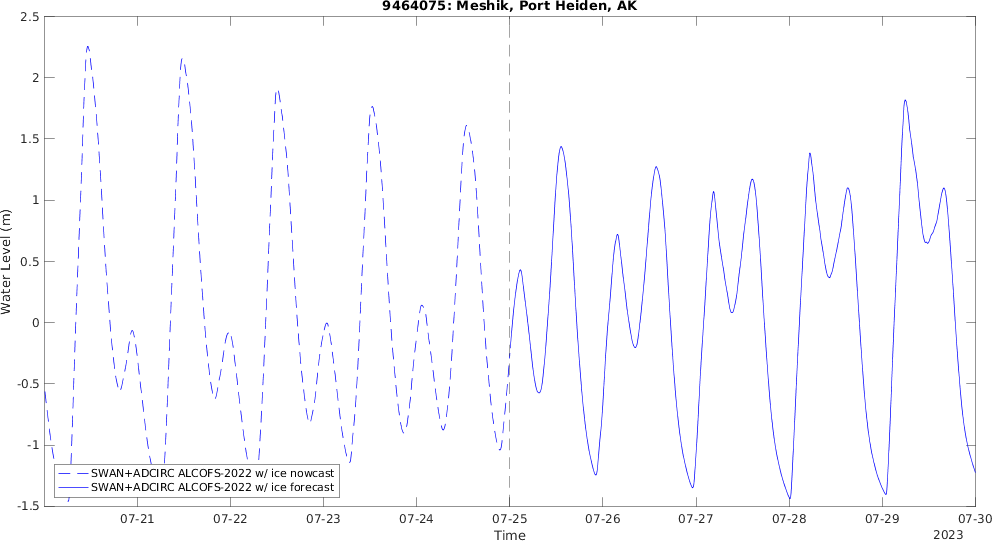 9464075: Meshik, Port Heiden, AK
Water Level (m)
2.5
2
1.5
1
0.5
0
-0.5
-1
-1.5
SWAN+ADCIRC ALCOFS-2022 w/ ice nowcast
SWAN+ADCIRC ALCOFS-2022 w/ ice forecast
07-21 07-22 07-23 07-24 07-25 07-26 07-27 07-28 07-29 07-30
Time
2023